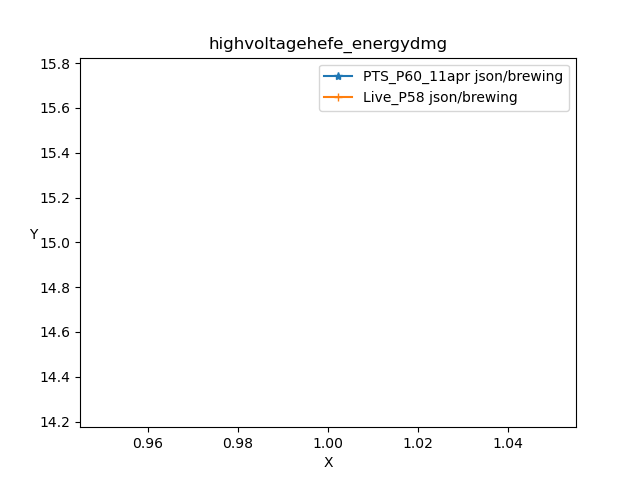 highvoltagehefe_energydmg
PTS_P60_11apr json/brewing
Live_P58 json/brewing
15.8
15.6
15.4
15.2
15.0
14.8
14.6
14.4
14.2
Y
0.96 0.98 1.00 1.02 1.04
X